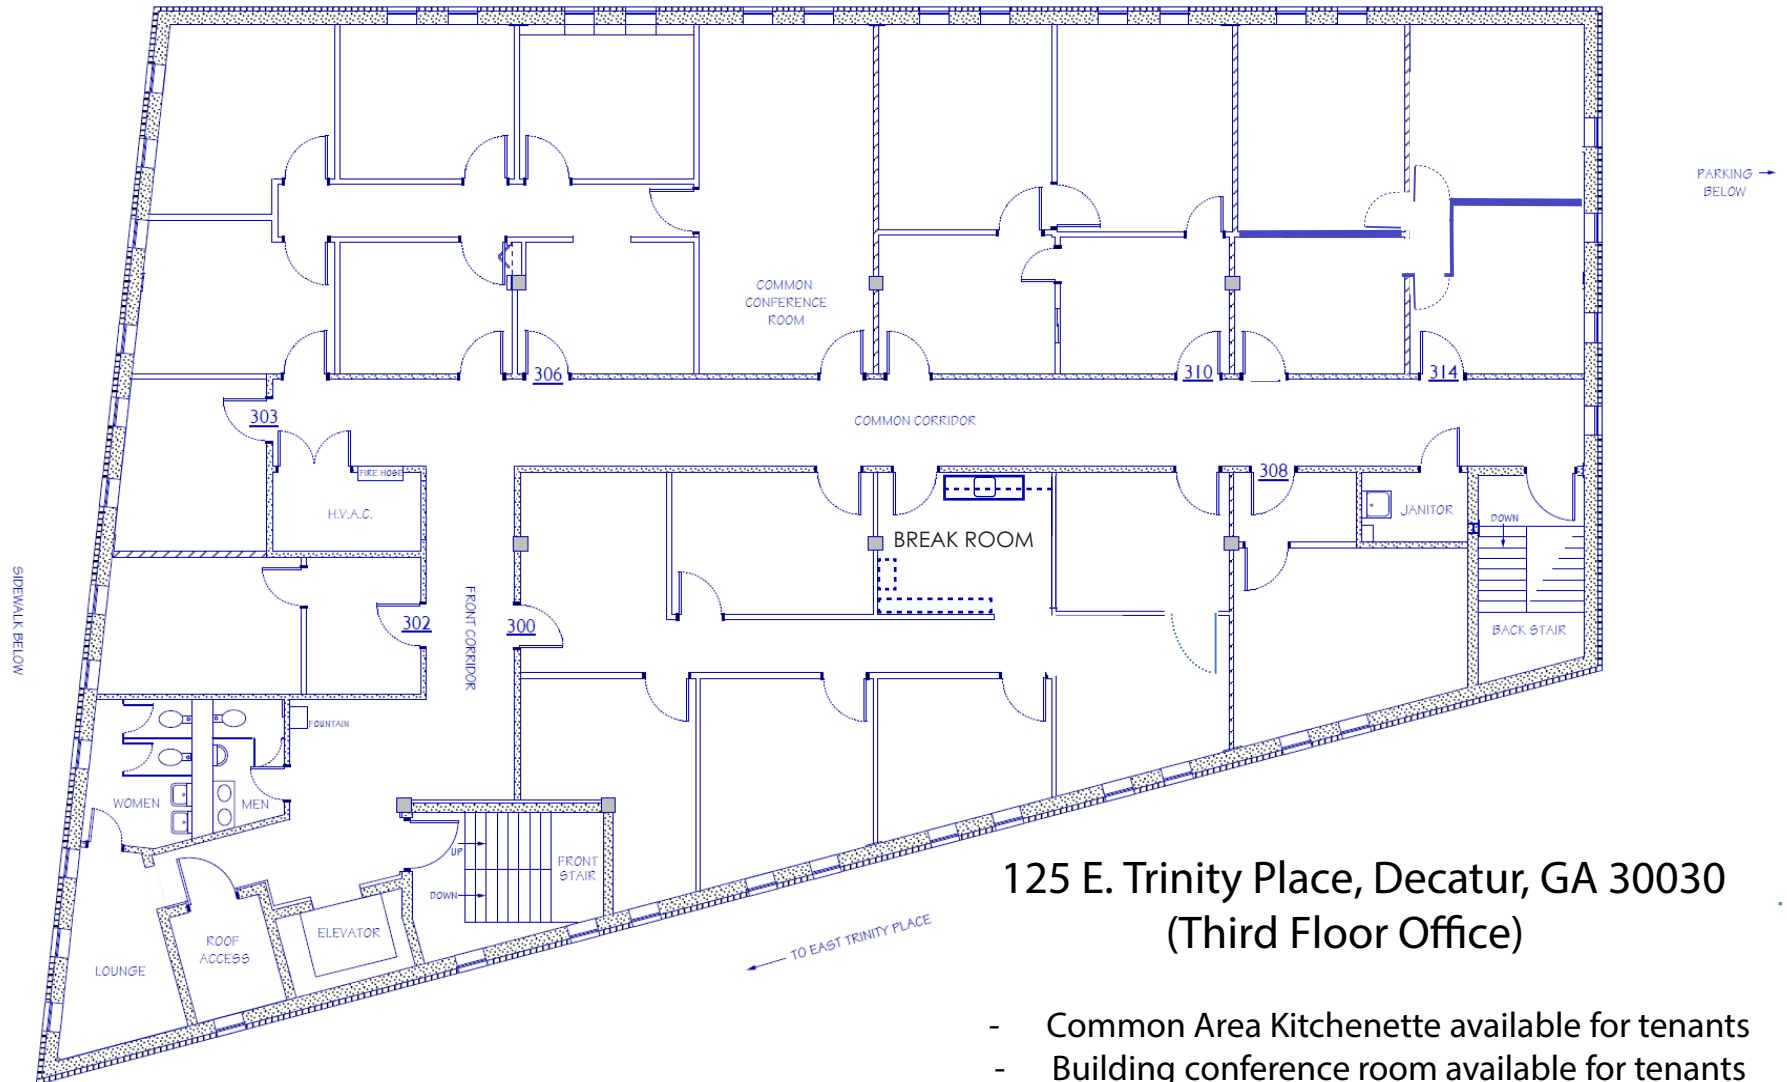 PARKING
BELOW
COMMON
CONFERENCE
ROOM
306
310
314
303
COMMON CORRIDOR
FIRE HOSE
308
H.V.A.C.
JANITOR
DOWN
BREAK ROOM
SIDEWALK BELOW
FRONT CORRIDOR
302
300
BACK STAIR
FOUNTAIN
WOMEN
MEN
UP
FRONT
STAIR
DOWN
ELEVATOR
ROOF
ACCESS
LOUNGE
TO EAST TRINITY PLACE
125 E. Trinity Place, Decatur, GA 30030
(Third Floor Office)
- Common Area Kitchenette available for tenants
- Building conference room available for tenants